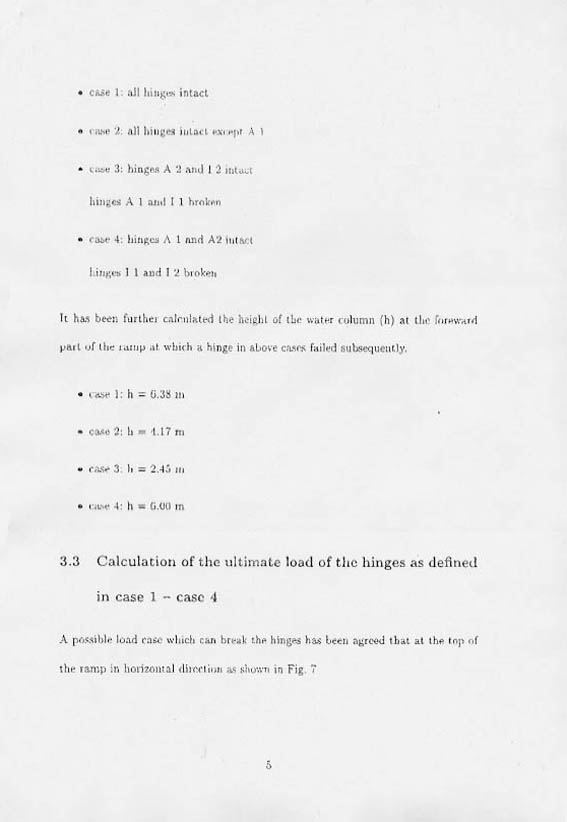 • case 1: all hinges intact
• case 2: all hinges intact except A 1
• case 3: hinges A 2 and I 2 intact
hinges A 1 and I 1 broken
• case 4: hinges A 1 and A2 intact
hinges I 1 and I 2 broken
It has been further calculated the height of the water column (h) at the foreward
part of the ramp at which a hinge in above cases failed subsequently.
• case 1: h = 6.38 m
• case 2: h = 4.17 m
• case 3: h = 2.45 m
• case 4: h = 6.00 m
3.3 Calculation of the ultimate load of the hinges as defined
in case 1 – case 4
A possible load case which can break the hinges has been agreed that at the top of
the ramp in horizontal direction as shown in Fig. 7
5